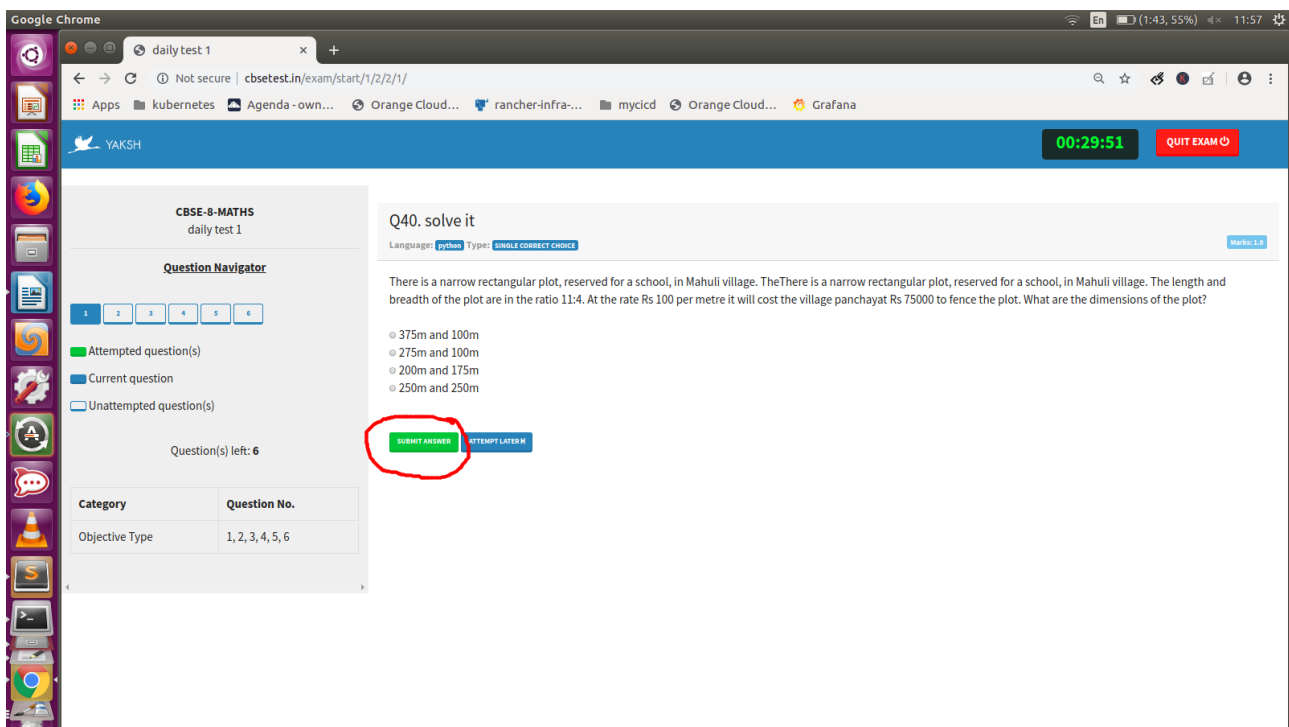 Google Chrome
En (1:43, 55%) 11:57
daily test 1
Not secure | cbsetest.in/exam/start/1/2/2/1/
Apps kubernetes Agenda - own... Orange Cloud... rancher-infra-... mycicd Orange Cloud... Grafana
YAKSH 00:29:51 QUIT EXAM
CBSE-8-MATHS
daily test 1
Question Navigator
1 2 3 4 5 6
Attempted question(s)
Current question
Unattempted question(s)
Question(s) left: 6
Category Question No.
Objective Type 1, 2, 3, 4, 5, 6
Q40. solve it
Language: python Type: SINGLE CORRECT CHOICE Marks: 1.0
There is a narrow rectangular plot, reserved for a school, in Mahuli village. TheThere is a narrow rectangular plot, reserved for a school, in Mahuli village. The length and
breadth of the plot are in the ratio 11:4. At the rate Rs 100 per metre it will cost the village panchayat Rs 75000 to fence the plot. What are the dimensions of the plot?
375m and 100m
275m and 100m
200m and 175m
250m and 250m
SUBMIT ANSWER ATTEMPT LATER